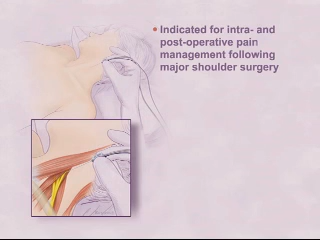 • Indicated for intra- and
post-operative pain
management following
major shoulder surgery